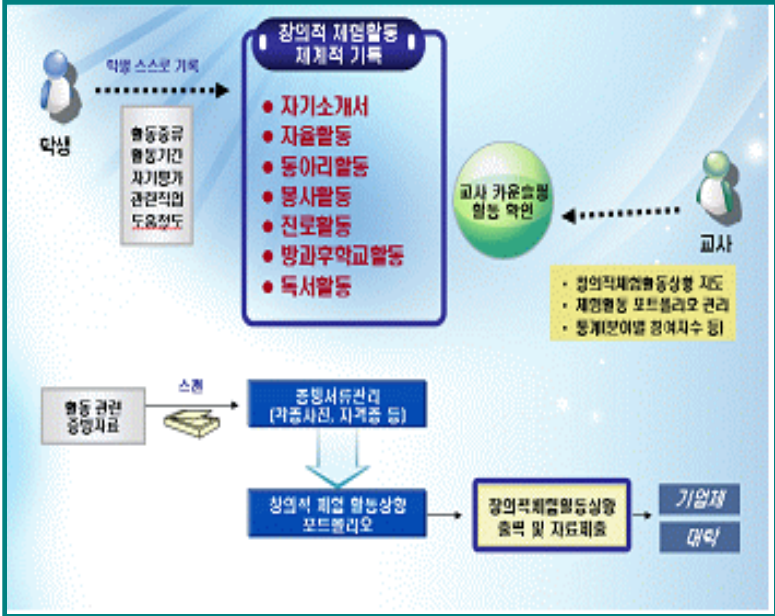 창의적 체험활동
체계적 기록
학생 스스로 기록
학생
활동종류
활동기간
자기평가
관련직업
도움정도
● 자기소개서
● 자율활동
● 동아리활동
● 봉사활동
● 진로활동
● 방과후학교활동
● 독서활동
교사 카운슬링
활동 확인
교사
• 창의적체험활동상황 지도
• 체험활동 포트폴리오 관리
• 통계(분야별 참여지수 등)
활동 관련
증빙자료
스캔
증빙서류관리
(각종사진, 자격증 등)
창의적 체험 활동상황
포트폴리오
창의적체험활동상황
출력 및 자료제출
기업체
대학